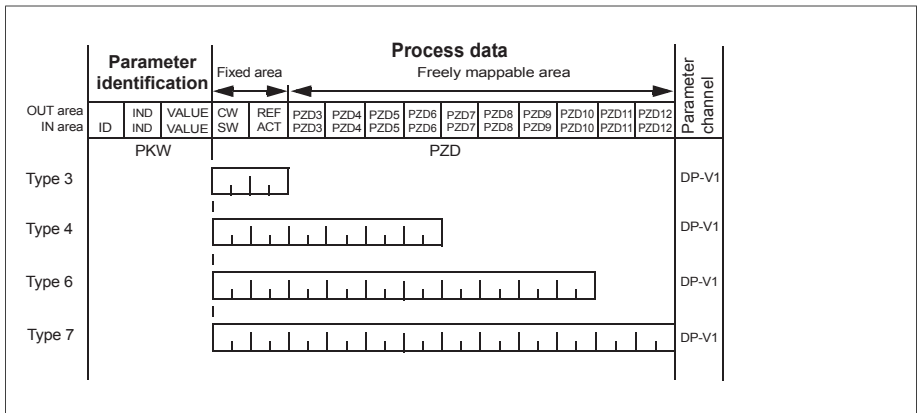 Parameter identification
Process data
Fixed area
Freely mappable area
Parameter channel
OUT area IND VALUE CW REF PZD3 PZD4 PZD5 PZD6 PZD7 PZD8 PZD9 PZD10 PZD11 PZD12
IN area ID IND VALUE SW ACT PZD3 PZD4 PZD5 PZD6 PZD7 PZD8 PZD9 PZD10 PZD11 PZD12
PKW PZD
Type 3 DP-V1
Type 4 DP-V1
Type 6 DP-V1
Type 7 DP-V1